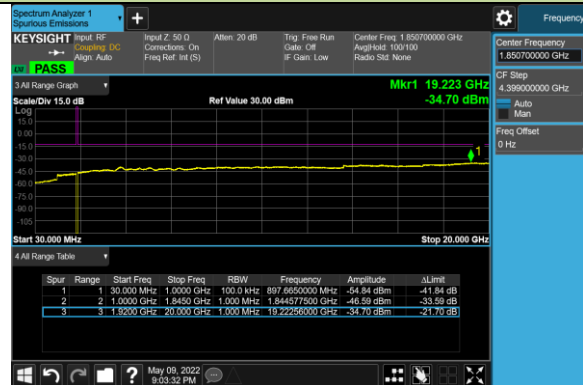 Spectrum Analyzer 1
Spurious Emissions
+
Frequency
KEYSIGHT Input: RF
Coupling: DC
Align: Auto
Input Z: 50 Ω
Corrections: On
Freq Ref: Int (S)
Atten: 20 dB
Trig: Free Run
Gate: Off
IF Gain: Low
Center Freq: 1.850700000 GHz
Avg|Hold: 100/100
Radio Std: None
PASS
Center Frequency
1.850700000 GHz
CF Step
4.399000000 GHz
Auto
Man
Freq Offset
0 Hz
3 All Range Graph
Mkr1 19.223 GHz
-34.70 dBm
Scale/Div 15.0 dB
Ref Value 30.00 dBm
Log
15.0
0.00
-15.0
-30.0
-45.0
-60.0
-75.0
-90.0
-105
1
Start 30.000 MHz
Stop 20.000 GHz
4 All Range Table
Spur Range Start Freq Stop Freq RBW Frequency Amplitude ΔLimit
1 1 30.000 MHz 1.0000 GHz 100.0 kHz 897.6650000 MHz -54.84 dBm -41.84 dB
2 2 1.0000 GHz 1.8450 GHz 1.000 MHz 1.844577500 GHz -46.59 dBm -33.59 dB
3 3 1.9200 GHz 20.000 GHz 1.000 MHz 19.22256000 GHz -34.70 dBm -21.70 dB
?
May 09, 2022
9:03:32 PM